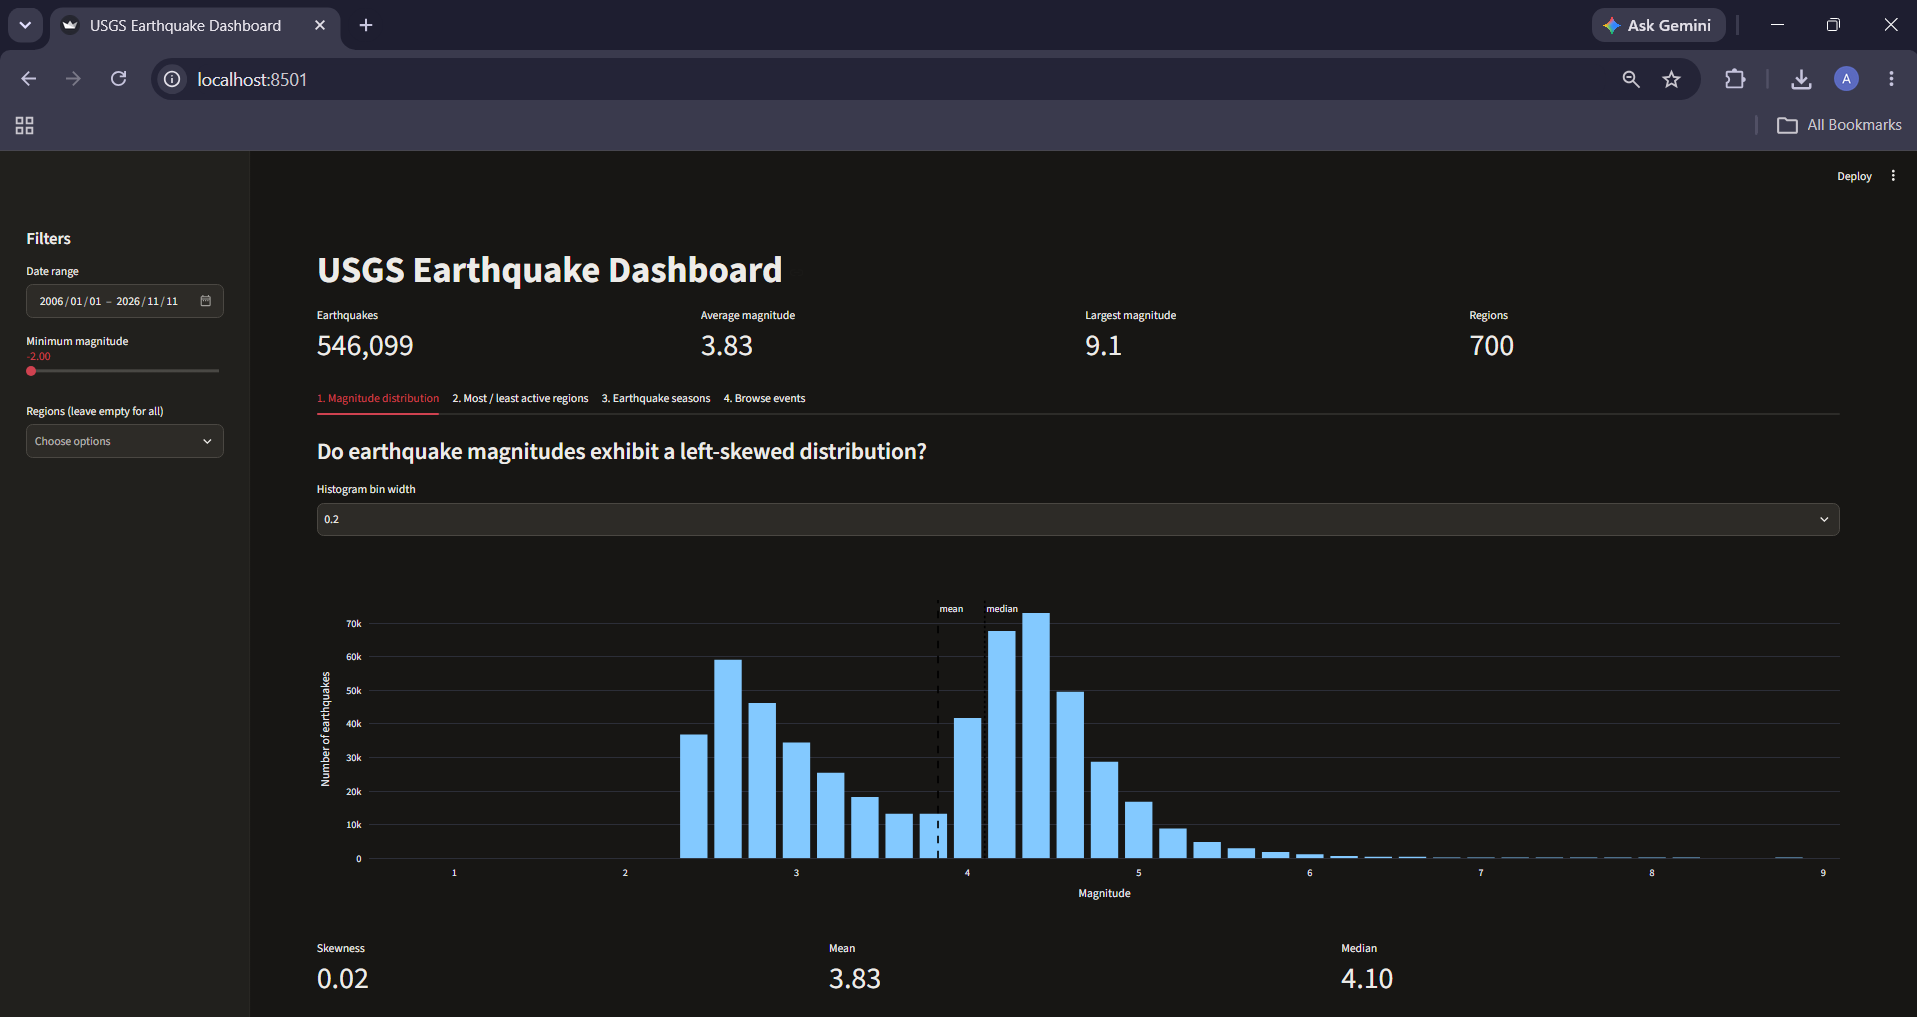 USGS Earthquake Dashboard
Ask Gemini
localhost:8501
A
All Bookmarks
Deploy
Filters
Date range
2006/01/01 – 2026/11/11
Minimum magnitude
-2.00
Regions (leave empty for all)
Choose options
USGS Earthquake Dashboard
Earthquakes Average magnitude Largest magnitude Regions
546,099 3.83 9.1 700
1. Magnitude distribution 2. Most / least active regions 3. Earthquake seasons 4. Browse events
Do earthquake magnitudes exhibit a left-skewed distribution?
Histogram bin width
0.2
mean median
Number of earthquakes
70k
60k
50k
40k
30k
20k
10k
0
1 2 3 4 5 6 7 8 9
Magnitude
Skewness Mean Median
0.02 3.83 4.10